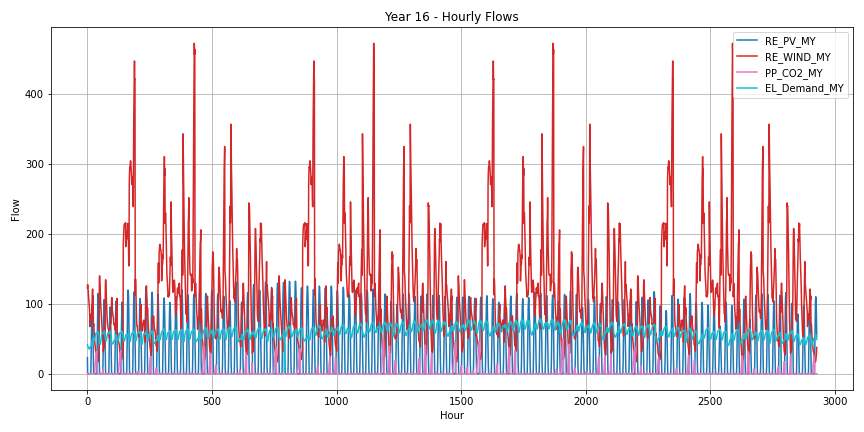 Year 16 - Hourly Flows
RE_PV_MY
RE_WIND_MY
PP_CO2_MY
EL_Demand_MY
400
300
200
100
0
Flow
0 500 1000 1500 2000 2500 3000
Hour